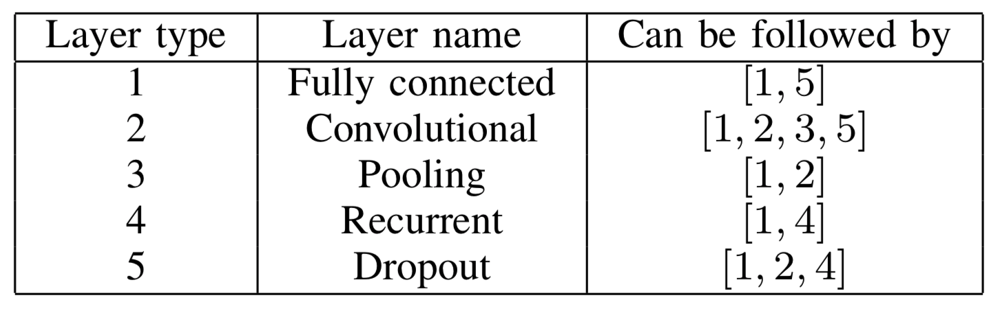 Layer type Layer name Can be followed by
1 Fully connected [1, 5]
2 Convolutional [1, 2, 3, 5]
3 Pooling [1, 2]
4 Recurrent [1, 4]
5 Dropout [1, 2, 4]